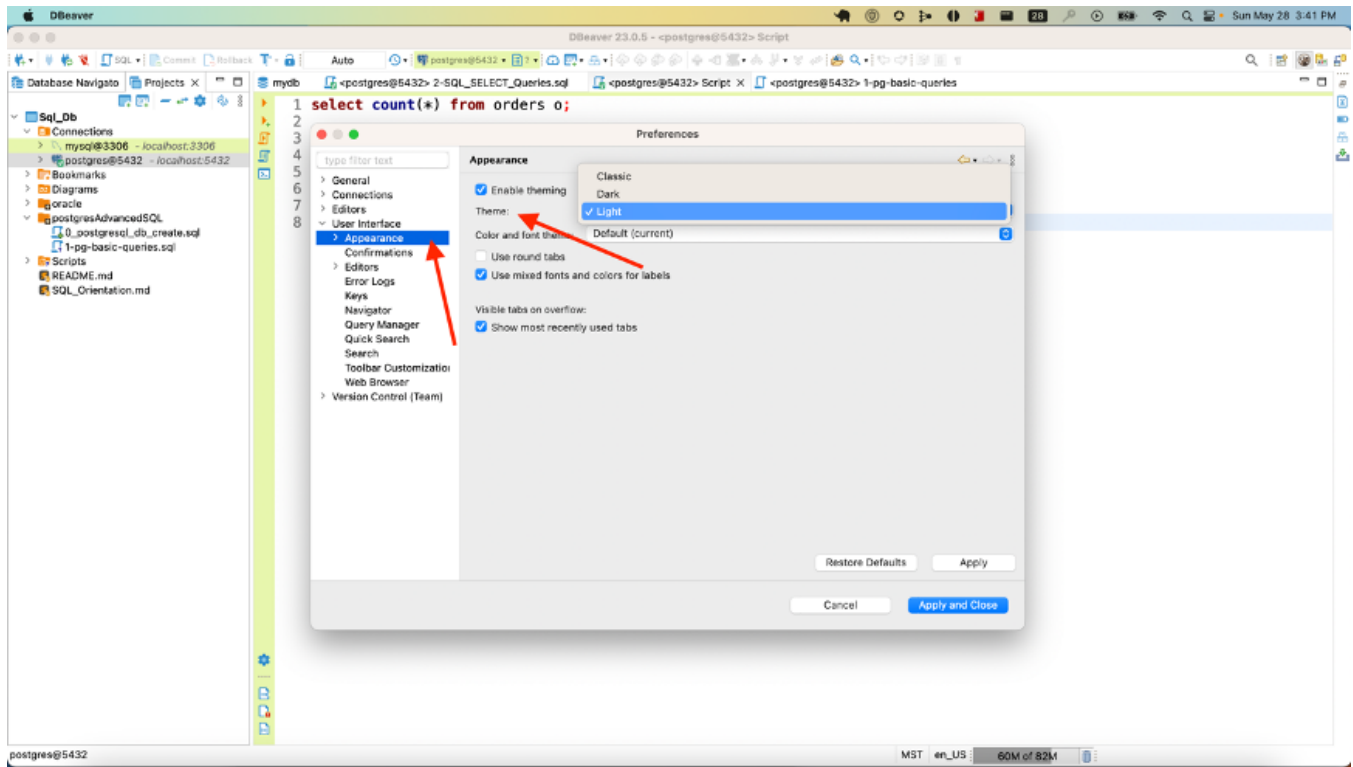 DBeaver
28
Sun May 28 3:41 PM
DBeaver 23.0.5 - <postgres@5432> Script
SQL
Commit
Rollback
T
Auto
postgres@5432
Database Navigato
Projects
mydb
<postgres@5432> 2-SQL_SELECT_Queries.sql
<postgres@5432> Script
<postgres@5432> 1-pg-basic-queries
Sql_Db
Connections
mysql@3306 - localhost:3306
postgres@5432 - localhost:5432
Bookmarks
Diagrams
oracle
postgresAdvancedSQL
0_postgresql_db_create.sql
1-pg-basic-queries.sql
Scripts
README.md
SQL_Orientation.md
1 select count(*) from orders o;
2
3
4
5
6
7
8
Preferences
type filter text
General
Connections
Editors
User Interface
Appearance
Confirmations
Editors
Error Logs
Keys
Navigator
Query Manager
Quick Search
Search
Toolbar Customizatio
Web Browser
Version Control (Team)
Appearance
Enable theming
Theme:
Classic
Dark
Light
Color and font theme:
Default (current)
Use round tabs
Use mixed fonts and colors for labels
Visible tabs on overflow:
Show most recently used tabs
Restore Defaults
Apply
Cancel
Apply and Close
postgres@5432
MST
en_US
60M of 82M